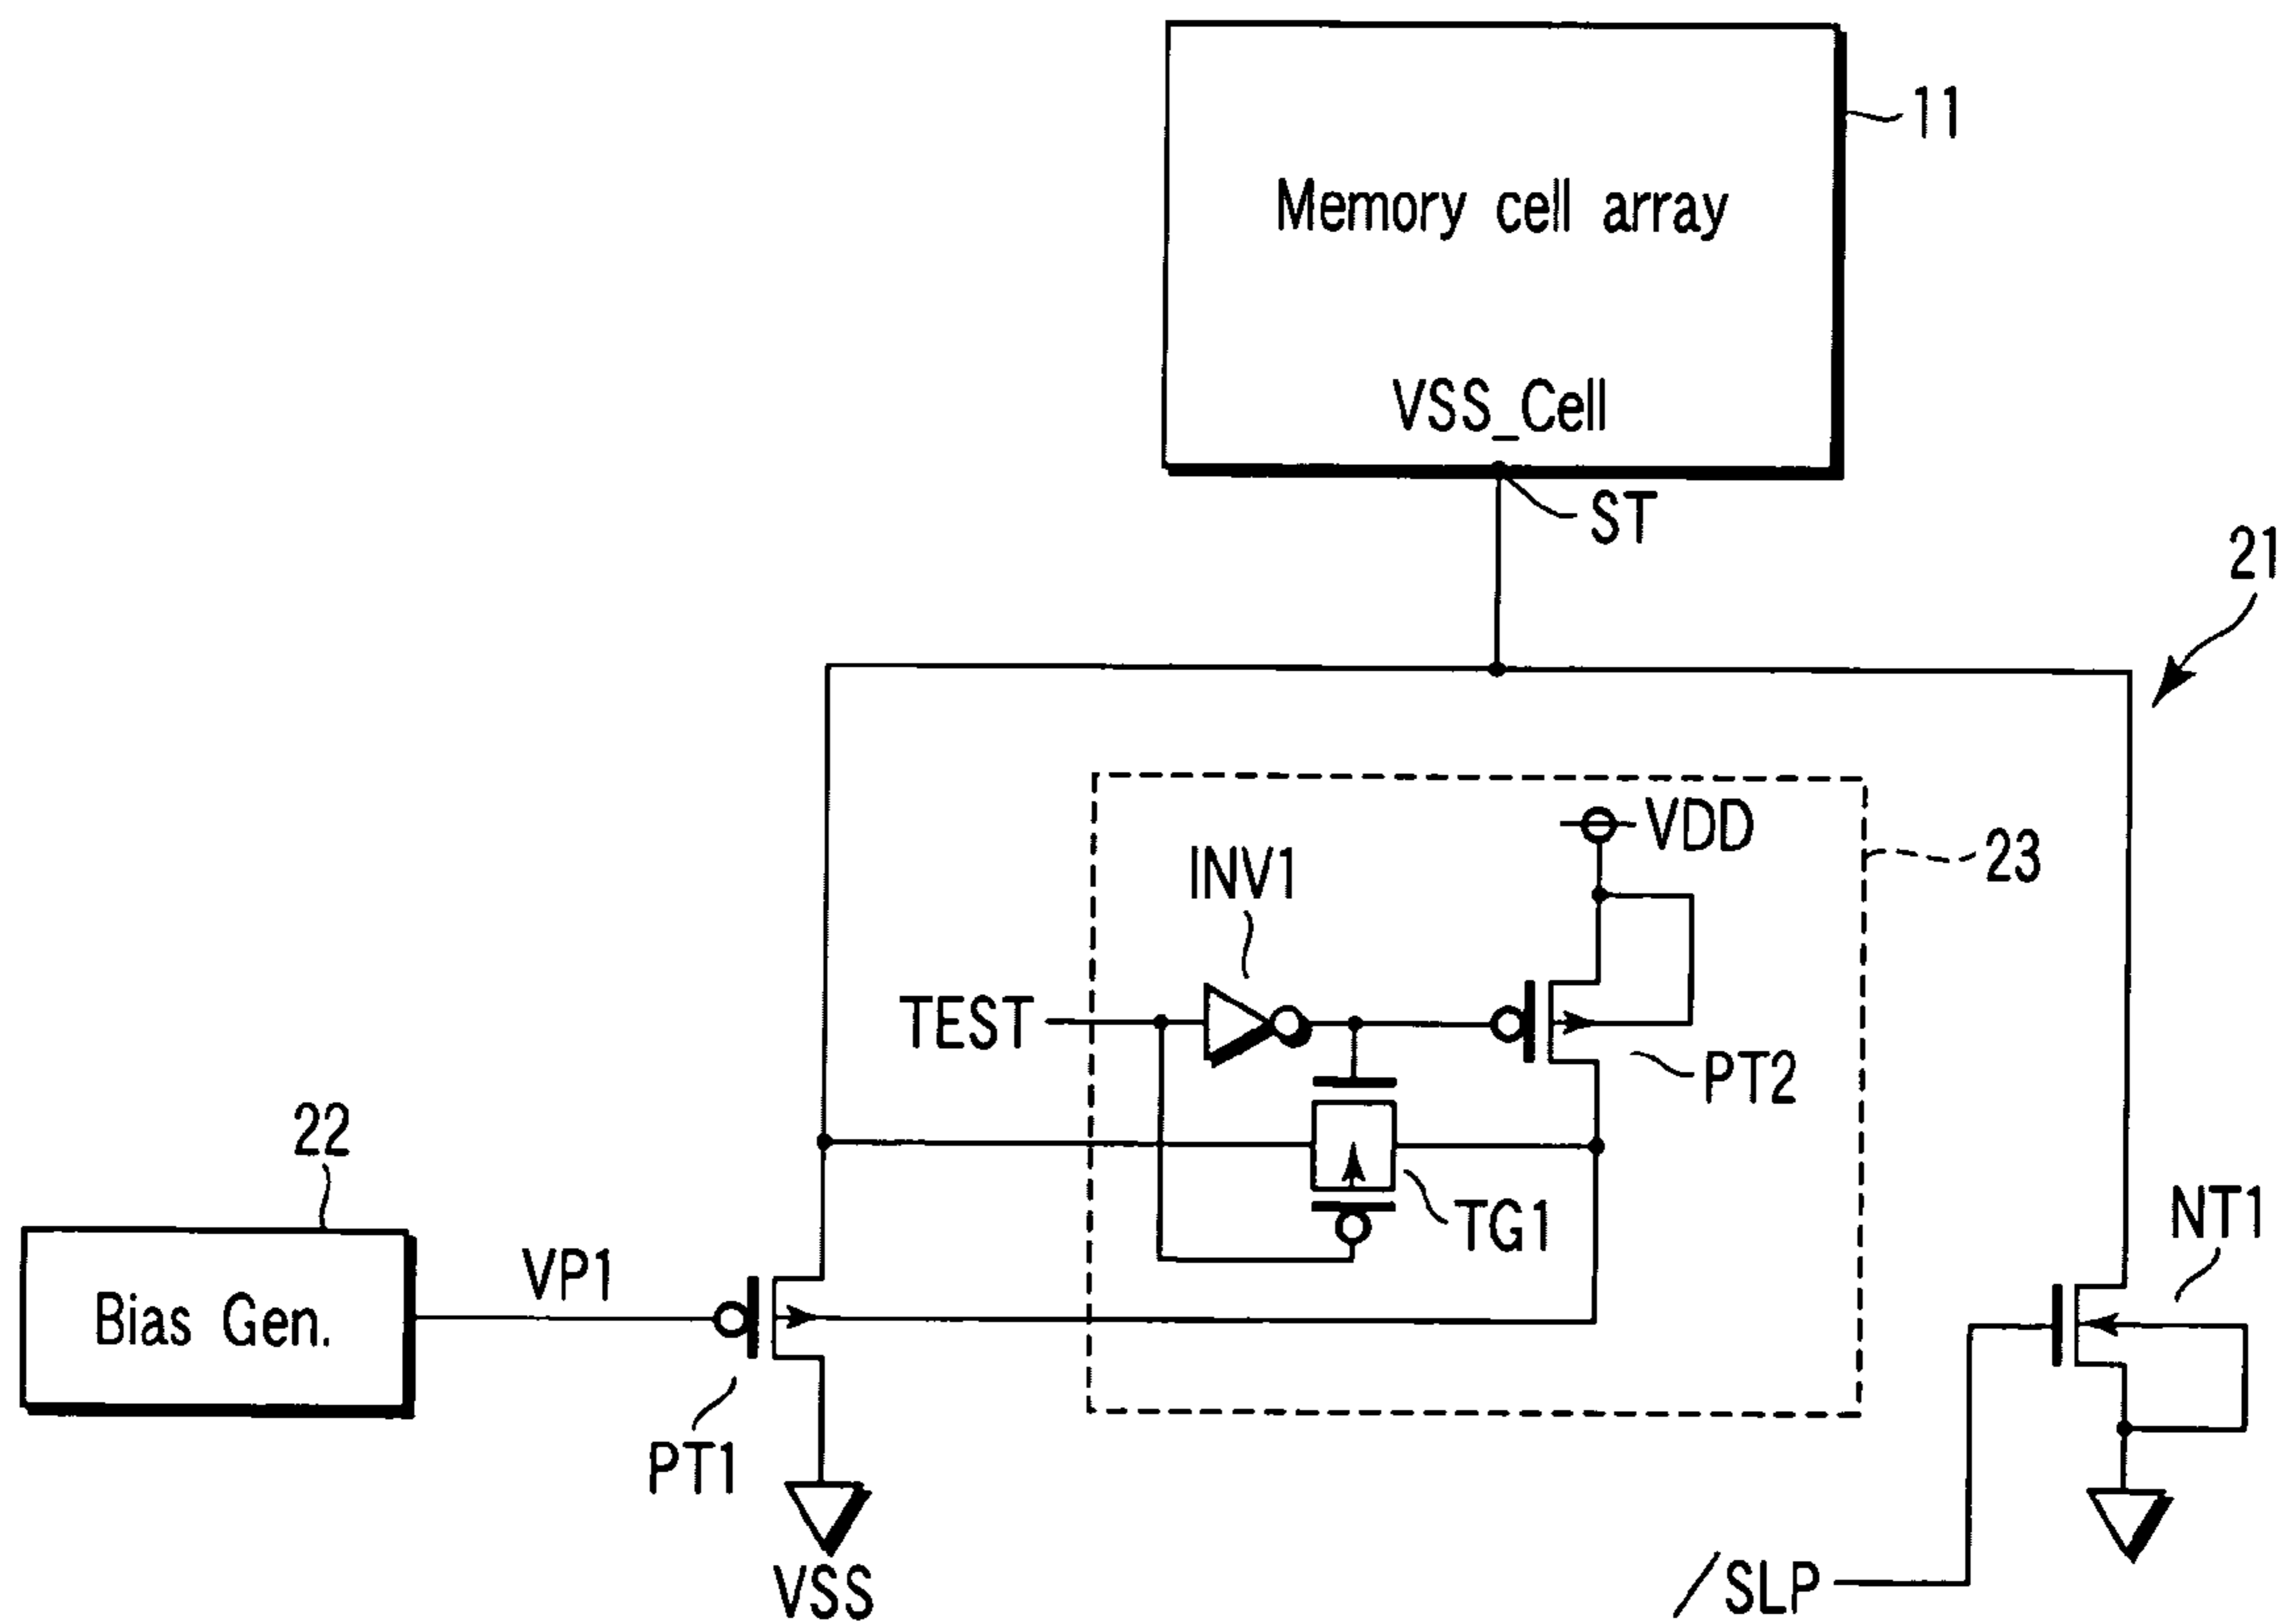 11
Memory cell array
VSS_Cell
ST
21
VDD
23
INV1
TEST
PT2
22
TG1
NT1
VP1
Bias Gen.
PT1
VSS
/SLP